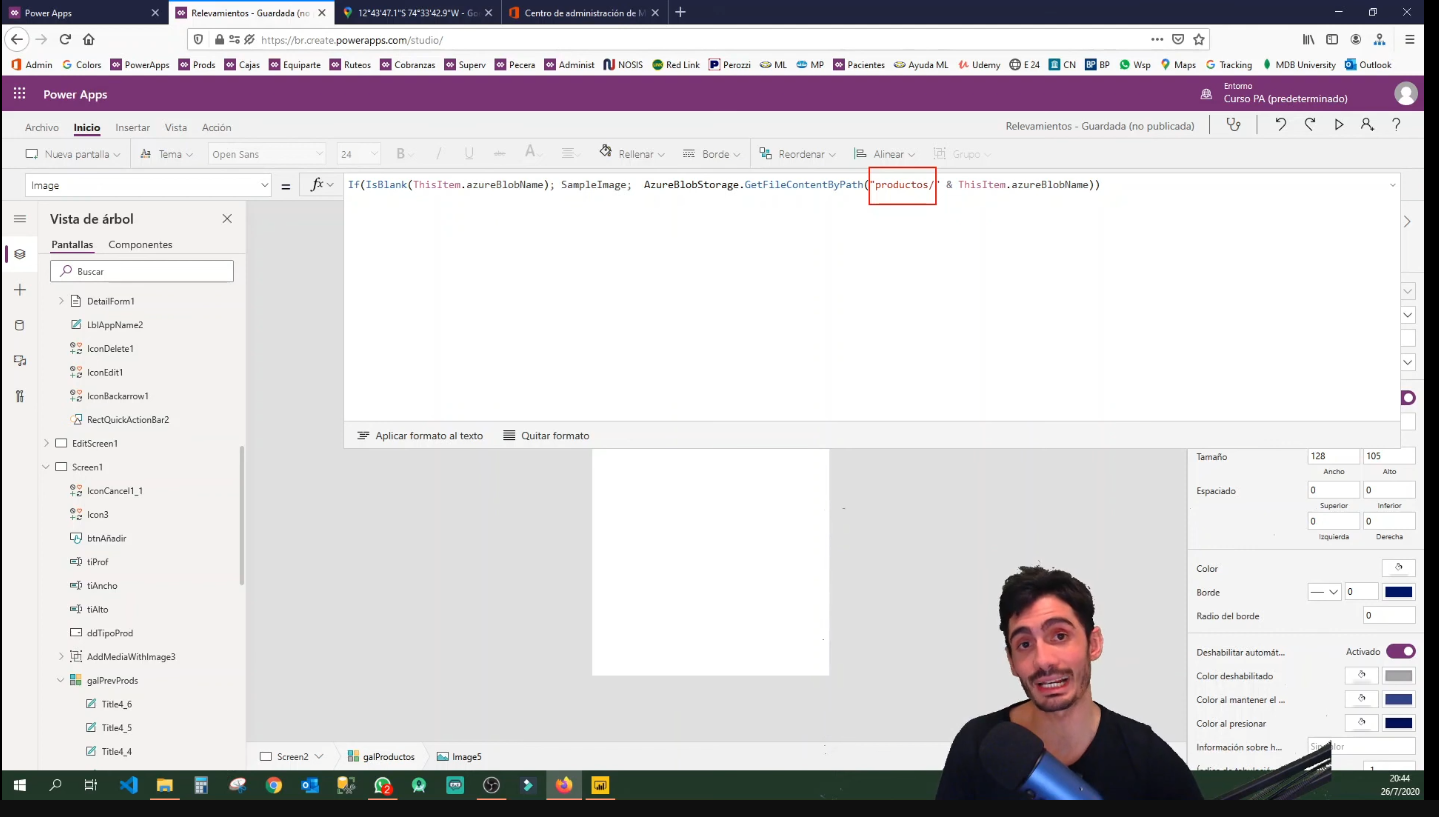 Power Apps
Relevamientos - Guardada (no
12°43'47.1"S 74°33'42.9"W - Go
Centro de administración de M
https://br.create.powerapps.com/studio/
Admin Colors PowerApps Prods Cajas Equiparte Ruteos Cobranzas Superv Pecera Administ NOSIS Red Link Perozzi ML MP Pacientes Ayuda ML Udemy E 24 CN BP Wsp Maps Tracking MDB University Outlook
Power Apps
Entorno
Curso PA (predeterminado)
Archivo Inicio Insertar Vista Acción
Relevamientos - Guardada (no publicada)
Nueva pantalla Tema Open Sans 24 B I U A Rellenar Borde Reordenar Alinear Grupo
Image = fx If(IsBlank(ThisItem.azureBlobName); SampleImage; AzureBlobStorage.GetFileContentByPath("productos/" & ThisItem.azureBlobName))
Aplicar formato al texto Quitar formato
Vista de árbol
Pantallas Componentes
Buscar
DetailForm1
LblAppName2
IconDelete1
IconEdit1
IconBackarrow1
RectQuickActionBar2
EditScreen1
Screen1
IconCancel1_1
Icon3
btnAñadir
tiProf
tiAncho
tiAlto
ddTipoProd
AddMediaWithImage3
galPrevProds
Title4_6
Title4_5
Title4_4
Tamaño 128 105
Ancho Alto
Espaciado 0 0
Superior Inferior
0 0
Izquierda Derecha
Color
Borde 0
Radio del borde 0
Deshabilitar automát... Activado
Color deshabilitado
Color al mantener el ...
Color al presionar
Información sobre h...
Screen2 galProductos Image5
2
20:44
26/7/2020